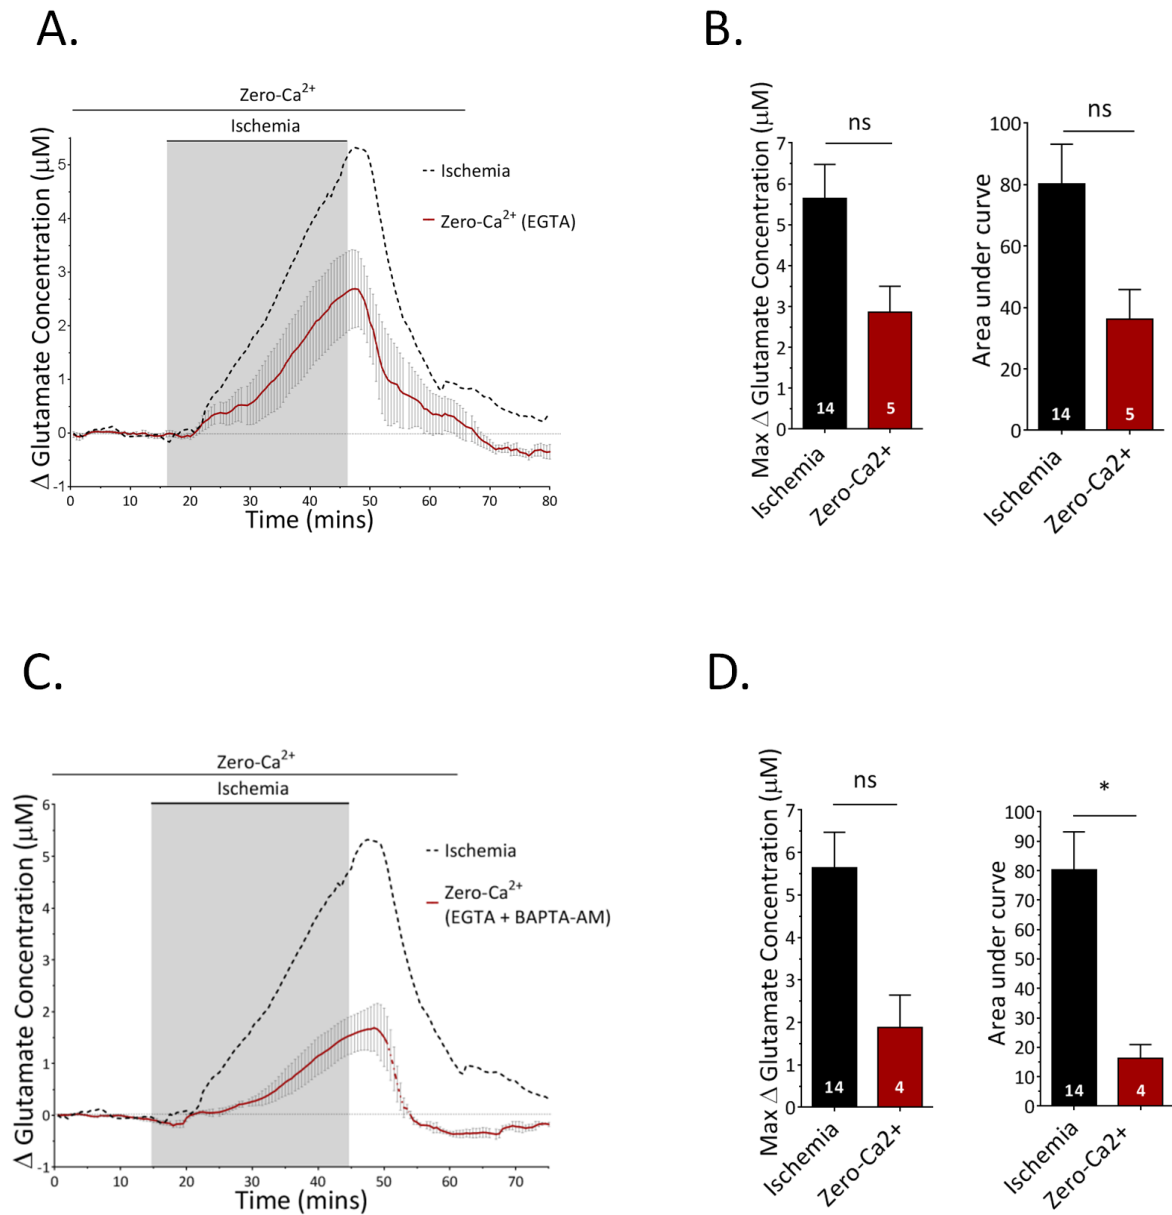 A.
Zero-Ca2+
Ischemia
Δ Glutamate Concentration (μM)
5
4
3
2
1
0
-1
0 10 20 30 40 50 60 70 80
Time (mins)
Ischemia
Zero-Ca2+ (EGTA)
B.
Max Δ Glutamate Concentration (μM)
7
6
5
4
3
2
1
0
ns
14
5
Ischemia
Zero-Ca2+
Area under curve
100
80
60
40
20
0
ns
14
5
Ischemia
Zero-Ca2+
C.
Zero-Ca2+
Ischemia
Δ Glutamate Concentration (μM)
6
5
4
3
2
1
0
-1
0 10 20 30 40 50 60 70
Time (mins)
Ischemia
Zero-Ca2+
(EGTA + BAPTA-AM)
D.
Max Δ Glutamate Concentration (μM)
7
6
5
4
3
2
1
0
ns
14
4
Ischemia
Zero-Ca2+
Area under curve
100
90
80
70
60
50
40
30
20
10
0
*
14
4
Ischemia
Zero-Ca2+